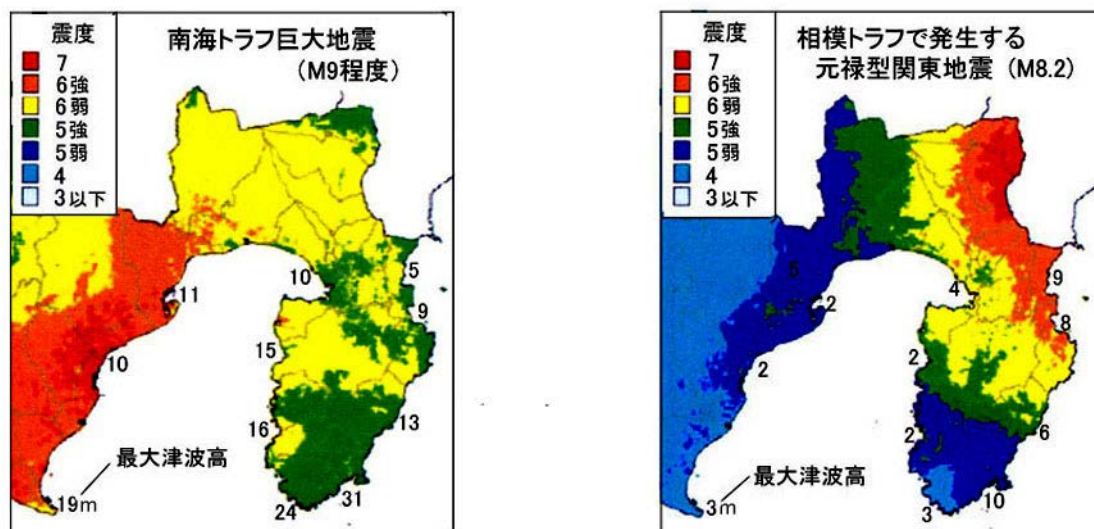 震度
7
6強
6弱
5強
5弱
4
3以下
南海トラフ巨大地震
(M9程度)
5
10
11
9
10
15
13
16
最大津波高
19m
31
24
震度
7
6強
6弱
5強
5弱
4
3以下
相模トラフで発生する
元禄型関東地震 (M8.2)
5
9
4
3
2
8
2
2
6
2
最大津波高
3m
10
3